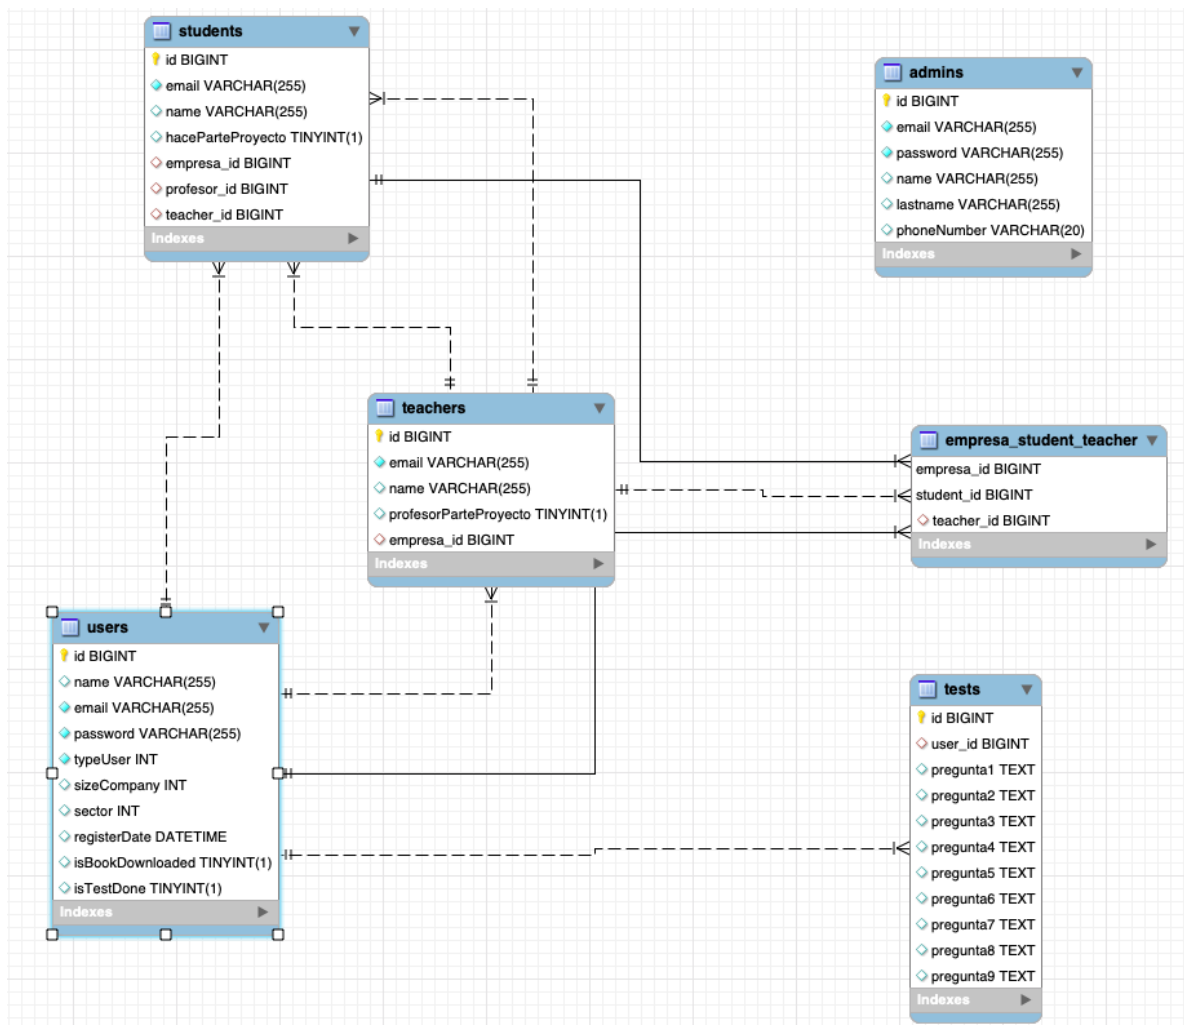 students
id BIGINT
email VARCHAR(255)
name VARCHAR(255)
haceParteProyecto TINYINT(1)
empresa_id BIGINT
profesor_id BIGINT
teacher_id BIGINT
Indexes
admins
id BIGINT
email VARCHAR(255)
password VARCHAR(255)
name VARCHAR(255)
lastname VARCHAR(255)
phoneNumber VARCHAR(20)
Indexes
teachers
id BIGINT
email VARCHAR(255)
name VARCHAR(255)
profesorParteProyecto TINYINT(1)
empresa_id BIGINT
Indexes
empresa_student_teacher
empresa_id BIGINT
student_id BIGINT
teacher_id BIGINT
Indexes
users
id BIGINT
name VARCHAR(255)
email VARCHAR(255)
password VARCHAR(255)
typeUser INT
sizeCompany INT
sector INT
registerDate DATETIME
isBookDownloaded TINYINT(1)
isTestDone TINYINT(1)
Indexes
tests
id BIGINT
user_id BIGINT
pregunta1 TEXT
pregunta2 TEXT
pregunta3 TEXT
pregunta4 TEXT
pregunta5 TEXT
pregunta6 TEXT
pregunta7 TEXT
pregunta8 TEXT
pregunta9 TEXT
Indexes